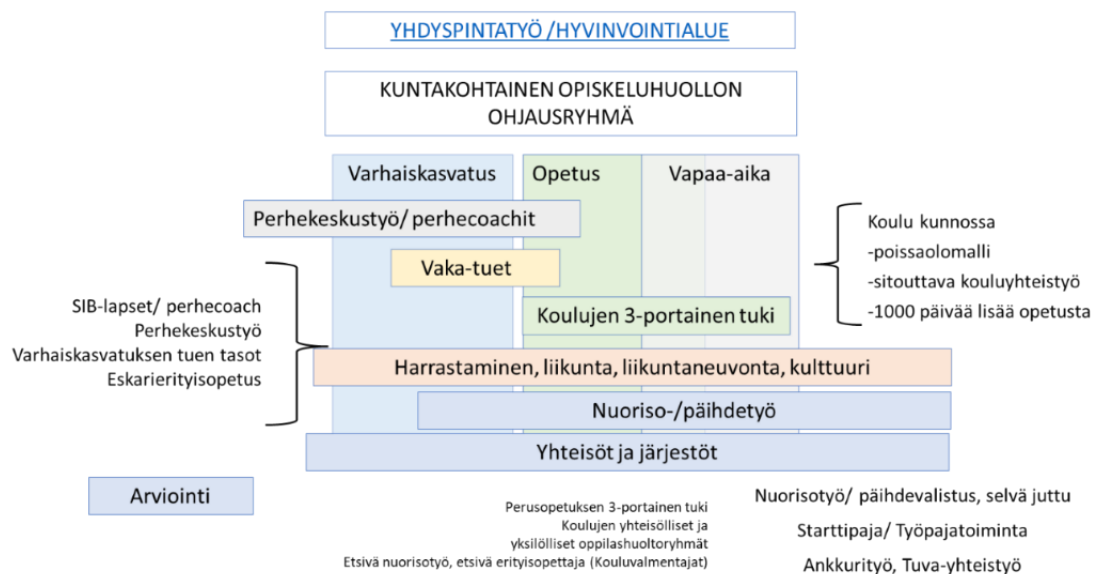 YHDYSPINTATYÖ /HYVINVOINTIALUE
KUNTAKOHTAINEN OPISKELUHUOLLON
OHJAUSRYHMÄ
Varhaiskasvatus
Opetus
Vapaa-aika
Perhekeskustyö/ perhecoachit
Vaka-tuet
Koulujen 3-portainen tuki
Harrastaminen, liikunta, liikuntaneuvonta, kulttuuri
Nuoriso-/päihdetyö
Yhteisöt ja järjestöt
SIB-lapset/ perhecoach
Perhekeskustyö
Varhaiskasvatuksen tuen tasot
Eskarierityisopetus
Koulu kunnossa
-poissaolomalli
-sitouttava kouluyhteistyö
-1000 päivää lisää opetusta
Arviointi
Perusopetuksen 3-portainen tuki
Koulujen yhteisölliset ja
yksilölliset oppilashuoltoryhmät
Etsivä nuorisotyö, etsivä erityisopettaja (Kouluvalmentajat)
Nuorisotyö/ päihdevalistus, selvä juttu
Starttipaja/ Työpajatoiminta
Ankkurityö, Tuva-yhteistyö